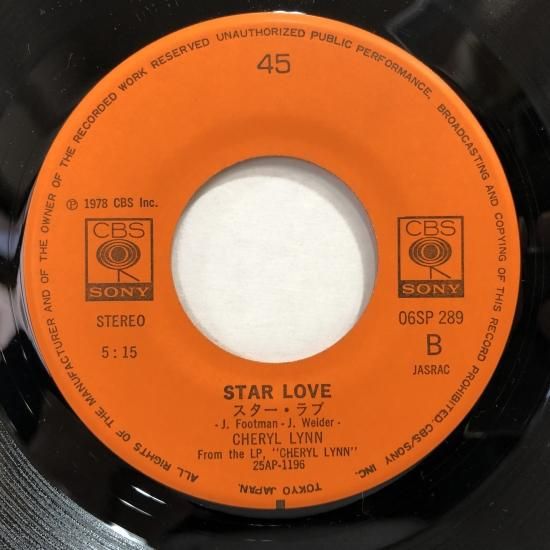 ALL RIGHTS OF THE MANUFACTURER AND OF THE OWNER OF THE RECORDED WORK RESERVED UNAUTHORIZED PUBLIC PERFORMANCE, BROADCASTING AND COPYING OF THIS RECORD PROHIBITED·CBS/SONY INC.
TOKYO JAPAN.
45
℗ 1978 CBS Inc.
CBS
SONY
CBS
SONY
STEREO
06SP 289
5:15
B
JASRAC
STAR LOVE
スター・ラブ
- J. Footman - J. Weider -
CHERYL LYNN
From the LP, "CHERYL LYNN"
25AP-1196